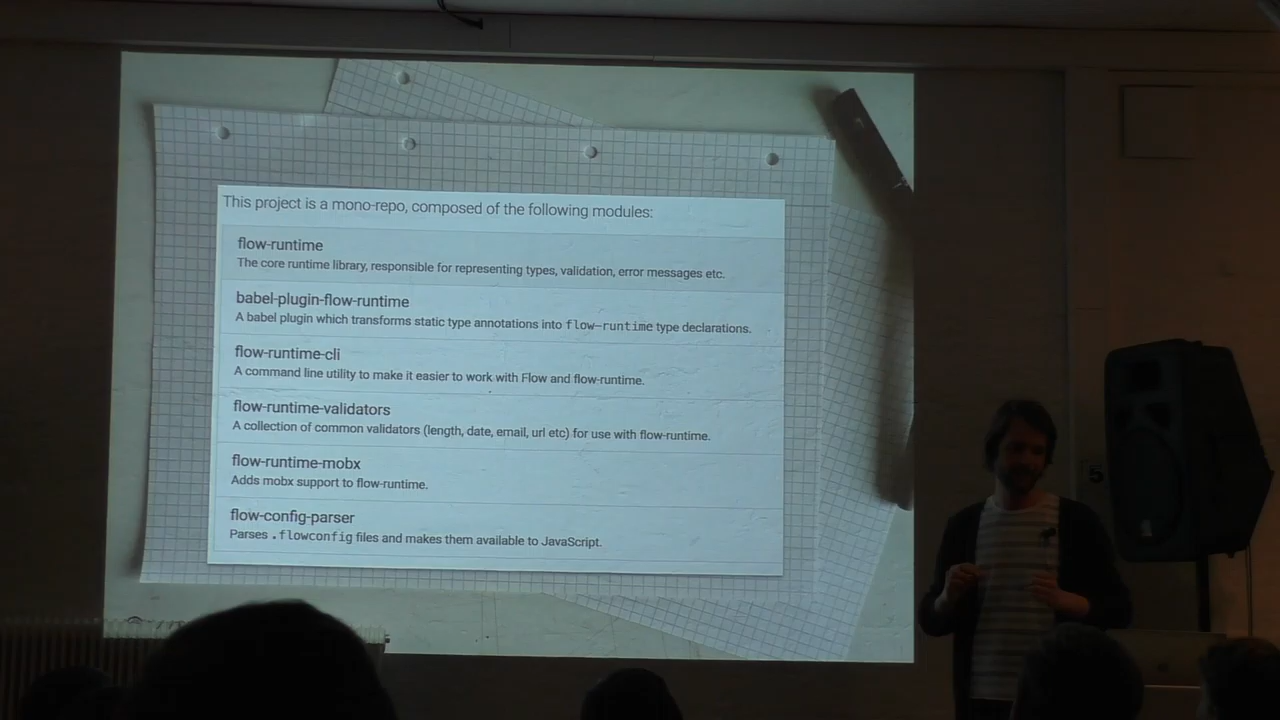 This project is a mono-repo, composed of the following modules:
flow-runtime
The core runtime library, responsible for representing types, validation, error messages etc.
babel-plugin-flow-runtime
A babel plugin which transforms static type annotations into flow-runtime type declarations.
flow-runtime-cli
A command line utility to make it easier to work with Flow and flow-runtime.
flow-runtime-validators
A collection of common validators (length, date, email, url etc) for use with flow-runtime.
flow-runtime-mobx
Adds mobx support to flow-runtime.
flow-config-parser
Parses .flowconfig files and makes them available to JavaScript.
5